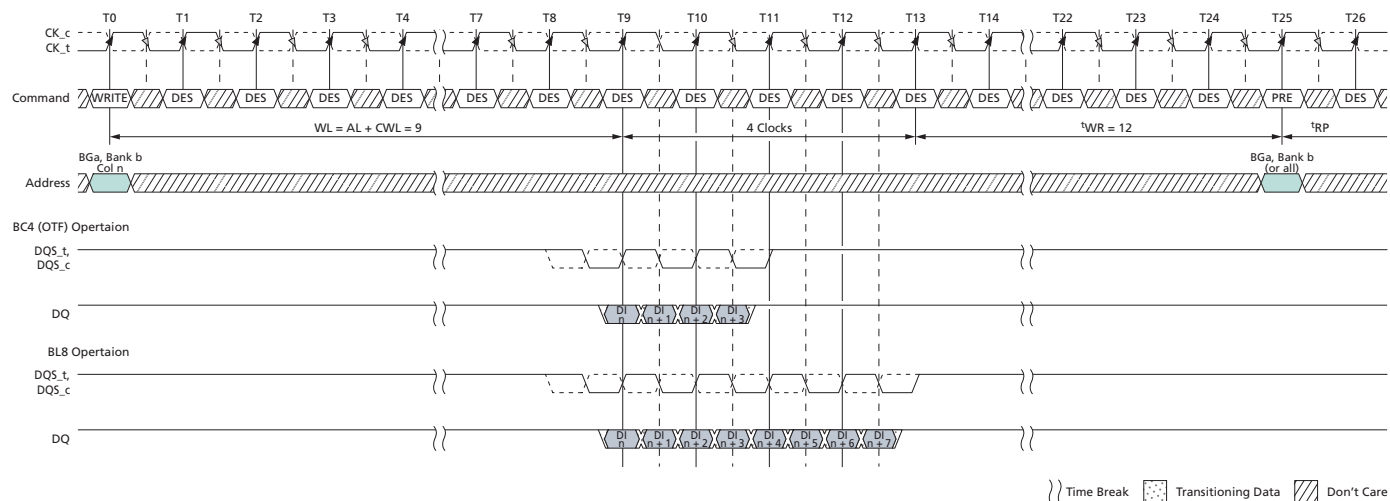 T0 T1 T2 T3 T4 T7 T8 T9 T10 T11 T12 T13 T14 T22 T23 T24 T25 T26
CK_c
CK_t
Command WRITE DES DES DES DES DES DES DES DES DES DES DES DES DES DES DES PRE DES
WL = AL + CWL = 9 4 Clocks tWR = 12 tRP
BGa, Bank b
Col n
BGa, Bank b
(or all)
Address
BC4 (OTF) Opertaion
DQS_t,
DQS_c
DQ
DI n DI n + 1 DI n + 2 DI n + 3
BL8 Opertaion
DQS_t,
DQS_c
DQ
DI n DI n + 1 DI n + 2 DI n + 3 DI n + 4 DI n + 5 DI n + 6 DI n + 7
Time Break Transitioning Data Don't Care